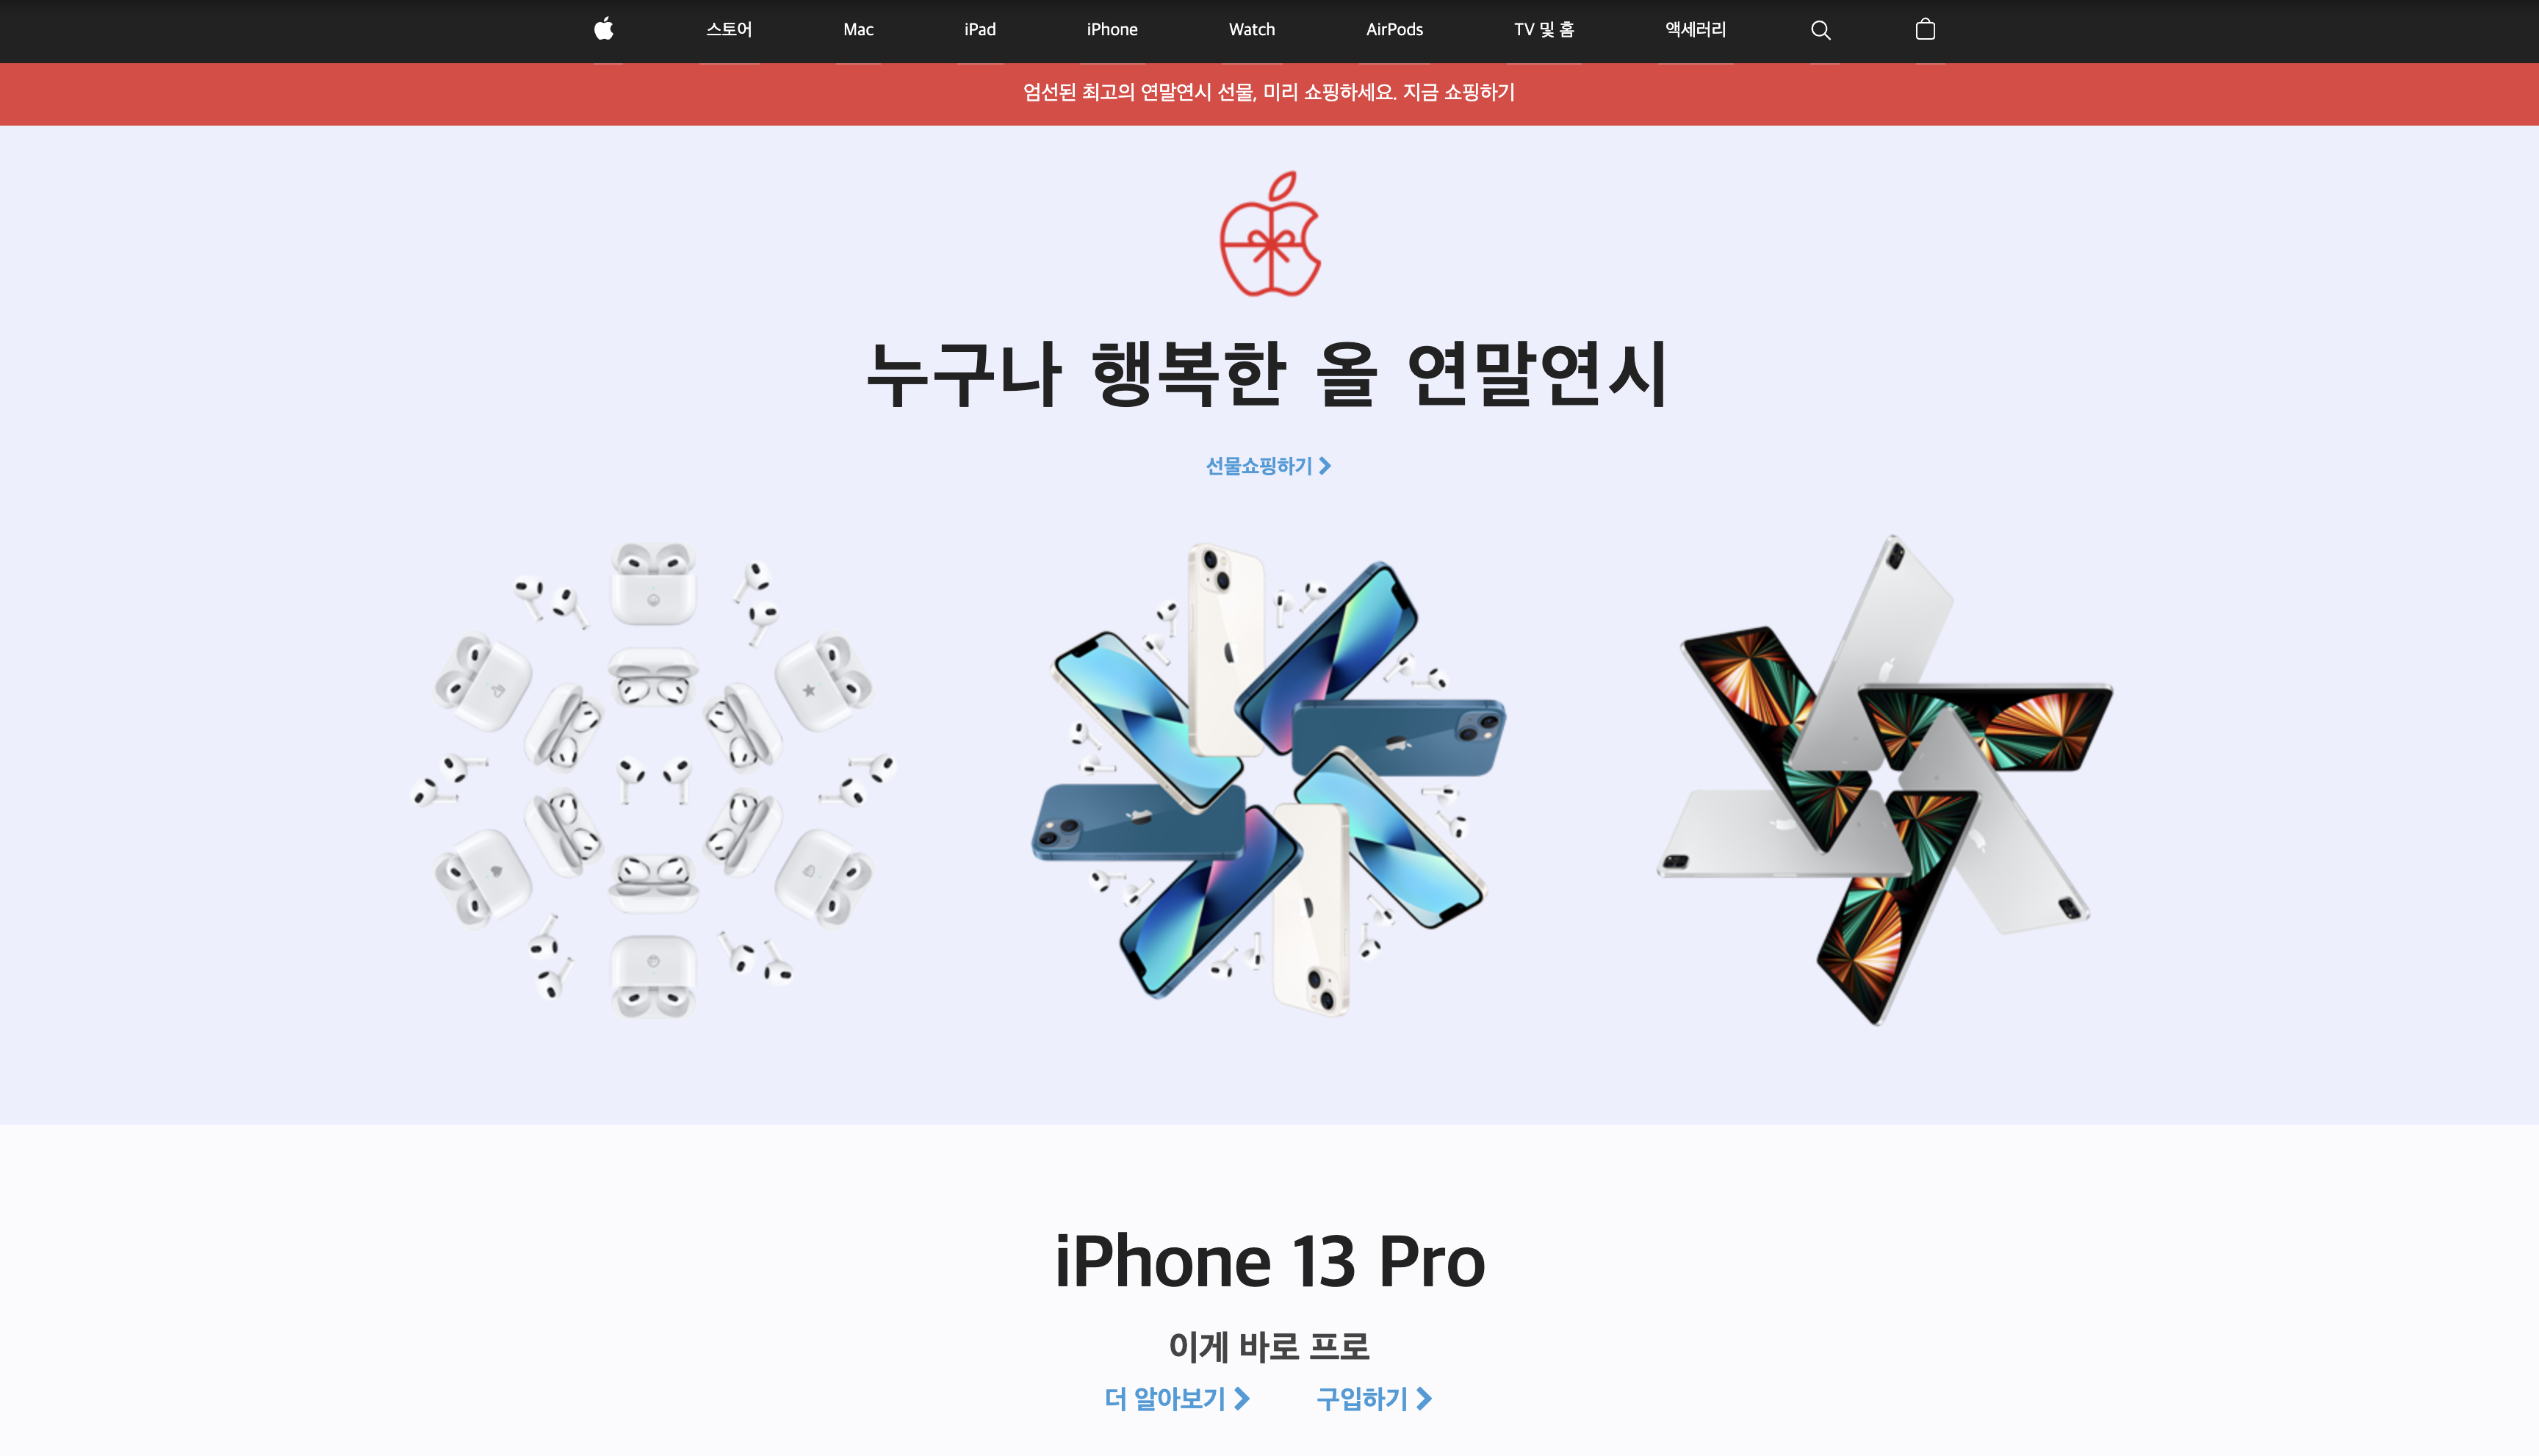 스토어 Mac iPad iPhone Watch AirPods TV 및 홈 액세러리
엄선된 최고의 연말연시 선물, 미리 쇼핑하세요. 지금 쇼핑하기
누구나 행복한 올 연말연시
선물쇼핑하기
iPhone 13 Pro
이게 바로 프로
더 알아보기 구입하기